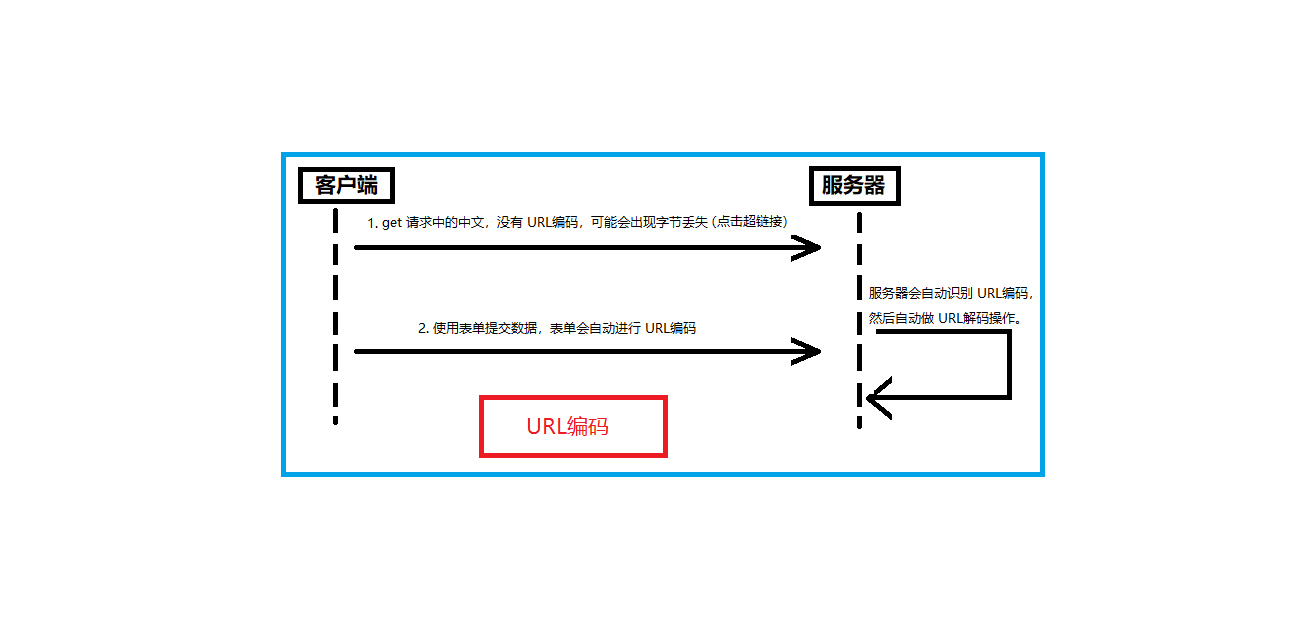 客户端
服务器
1. get 请求中的中文，没有 URL编码，可能会出现字节丢失 (点击超链接)
服务器会自动识别 URL编码，
然后自动做 URL解码操作。
2. 使用表单提交数据，表单会自动进行 URL编码
URL编码